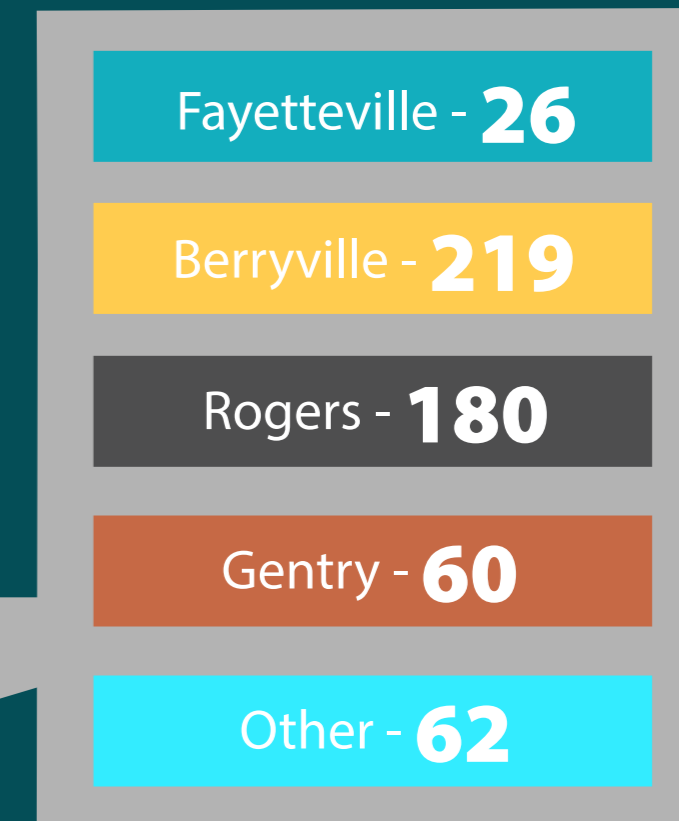 Fayetteville - 26
Berryville - 219
Rogers - 180
Gentry - 60
Other - 62